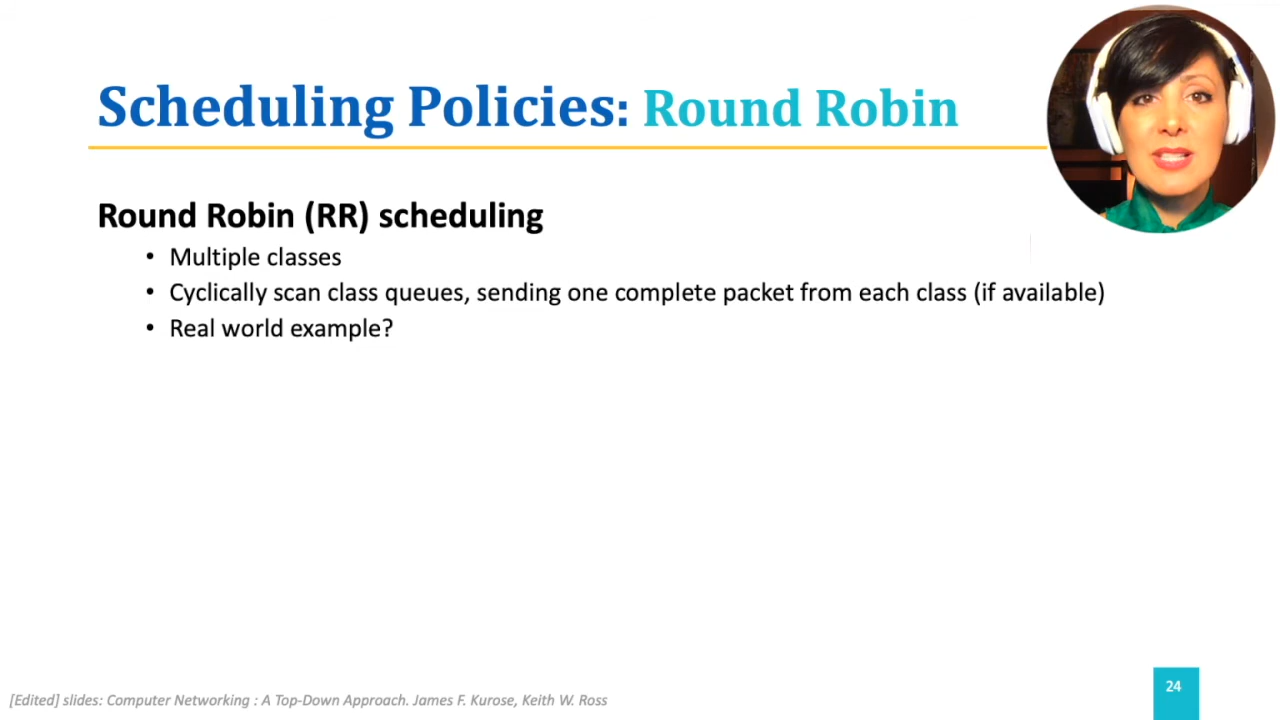 Scheduling Policies: Round Robin
Round Robin (RR) scheduling
• Multiple classes
• Cyclically scan class queues, sending one complete packet from each class (if available)
• Real world example?
[Edited] slides: Computer Networking : A Top-Down Approach. James F. Kurose, Keith W. Ross
24